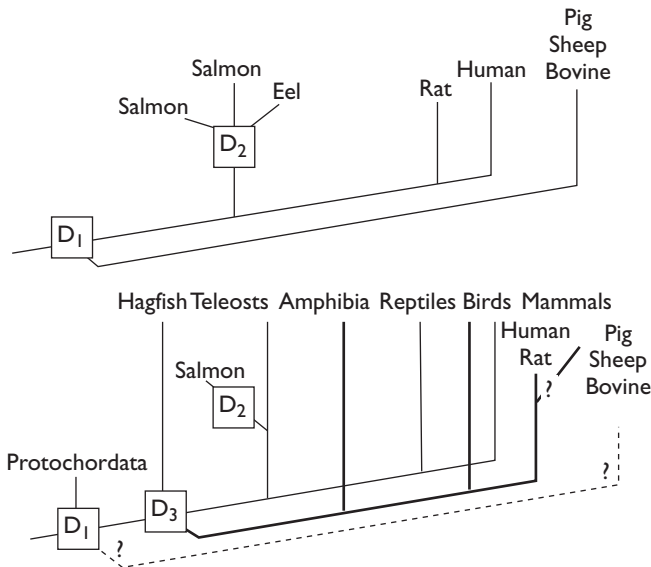 Pig
Sheep
Bovine
Salmon
Human
Eel
Rat
Salmon
D2
D1
Hagfish Teleosts Amphibia Reptiles Birds Mammals
Human
Rat
Pig
Sheep
Bovine
Salmon
?
D2
Protochordata
?
D3
D1
?